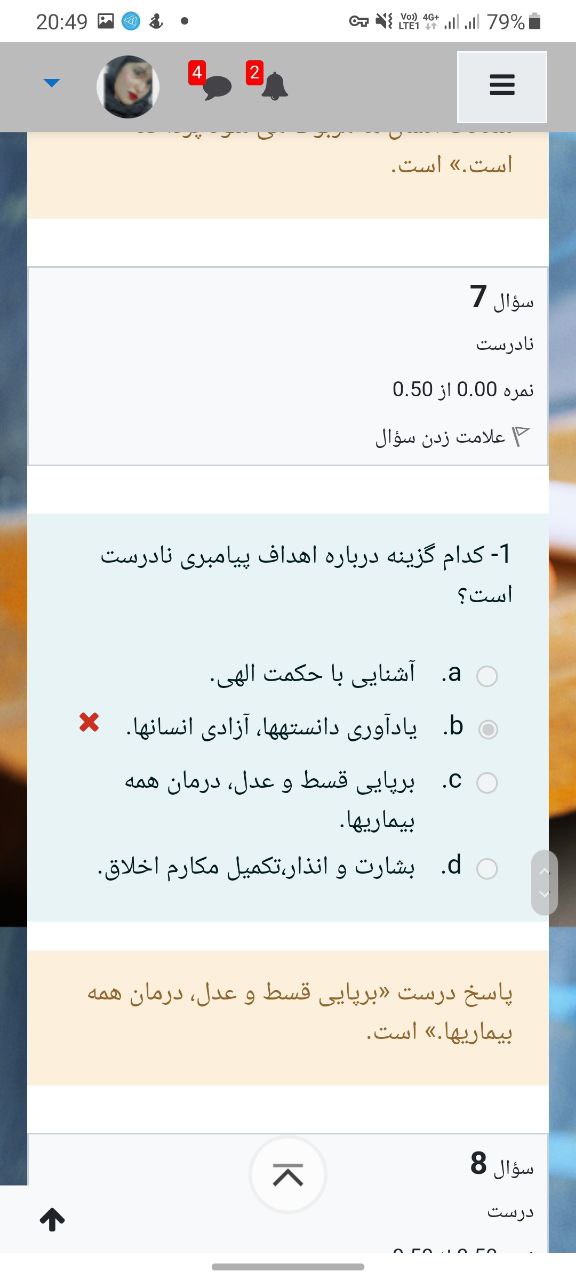 20:49
Vo)) 4G+ LTE1 79%
4 2
است.» است.
سؤال 7
نادرست
نمره 0.00 از 0.50
علامت زدن سؤال
1- کدام گزینه درباره اهداف پیامبری نادرست
است؟
a. آشنایی با حکمت الهی.
b. یادآوری دانستهها، آزادی انسانها.
c. برپایی قسط و عدل، درمان همه
بیماریها.
d. بشارت و انذار،تکمیل مکارم اخلاق.
پاسخ درست «برپایی قسط و عدل، درمان همه
بیماریها.» است.
سؤال 8
درست